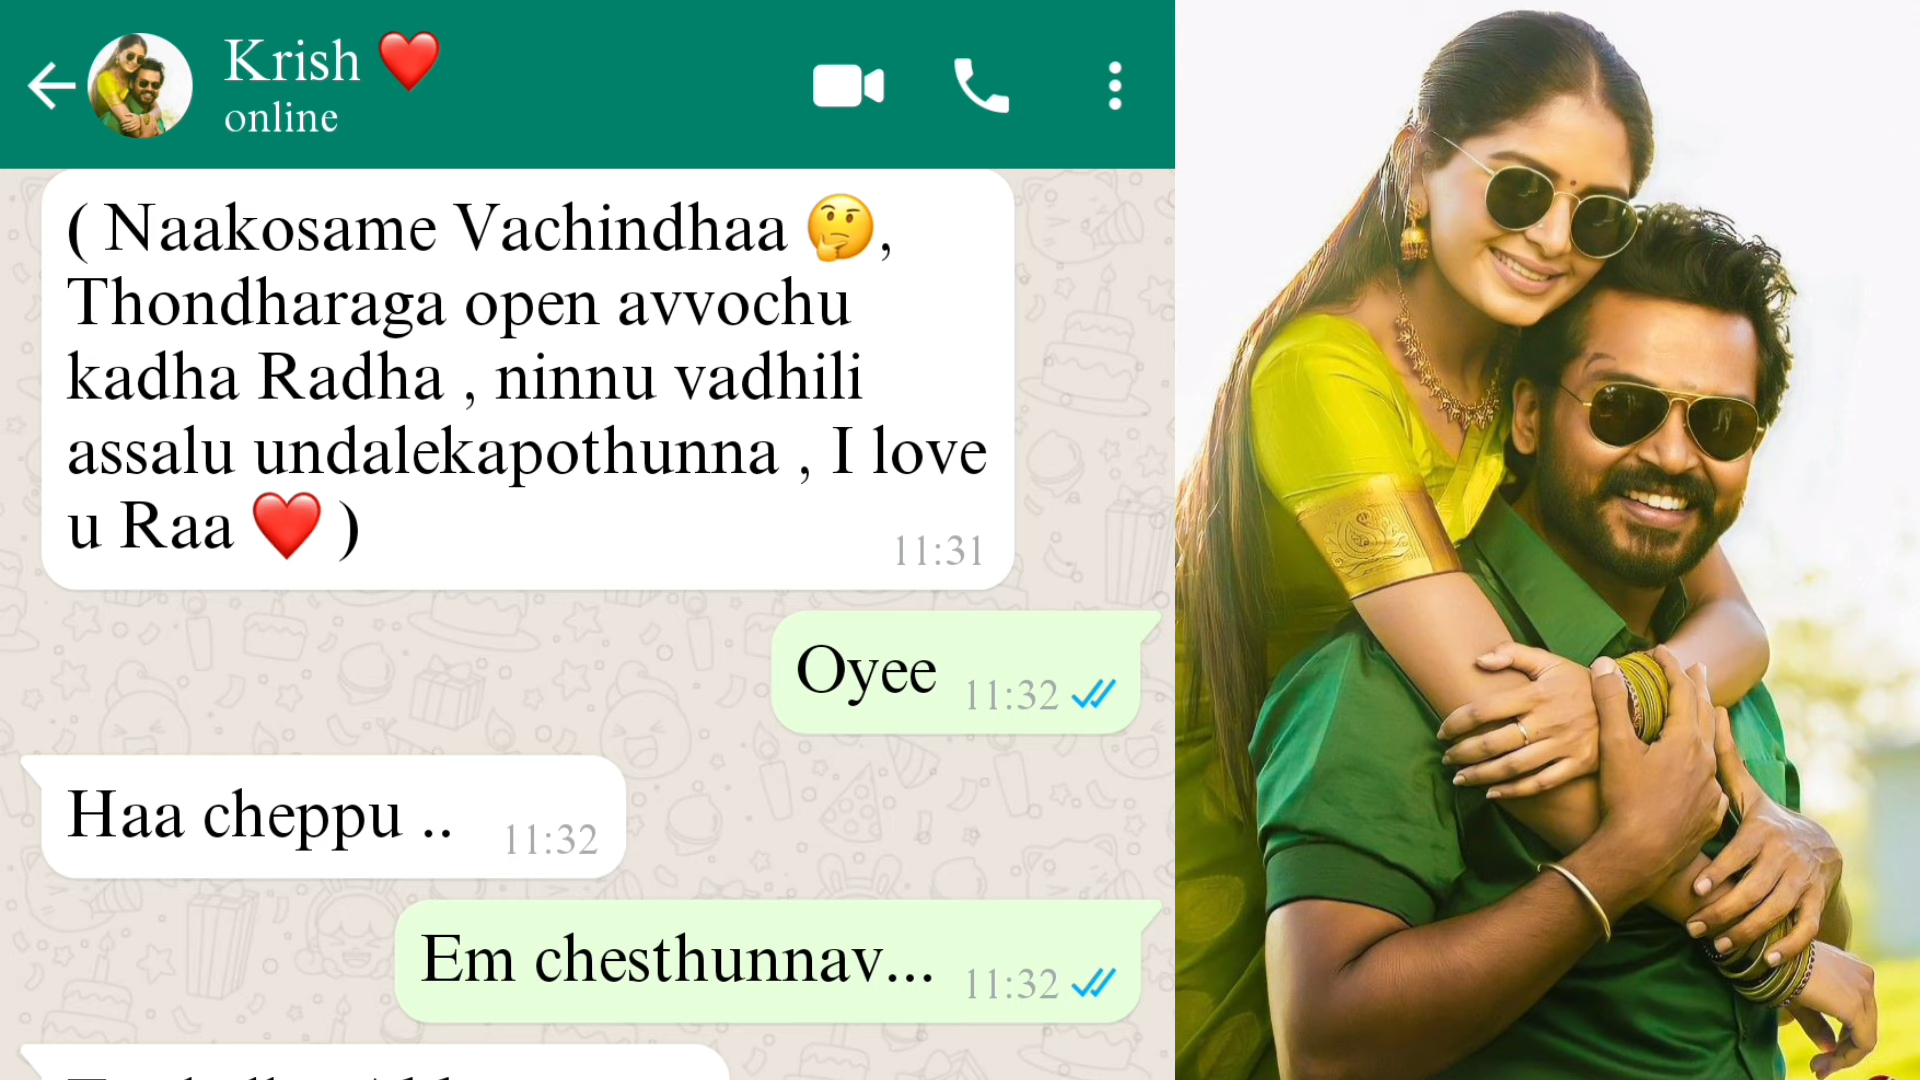 Krish ❤️
online
( Naakosame Vachindhaa 🤔,
Thondharaga open avvochu
kadha Radha , ninnu vadhili
assalu undalekapothunna , I love
u Raa ❤️ )
11:31
Oyee 11:32
Haa cheppu .. 11:32
Em chesthunnav... 11:32